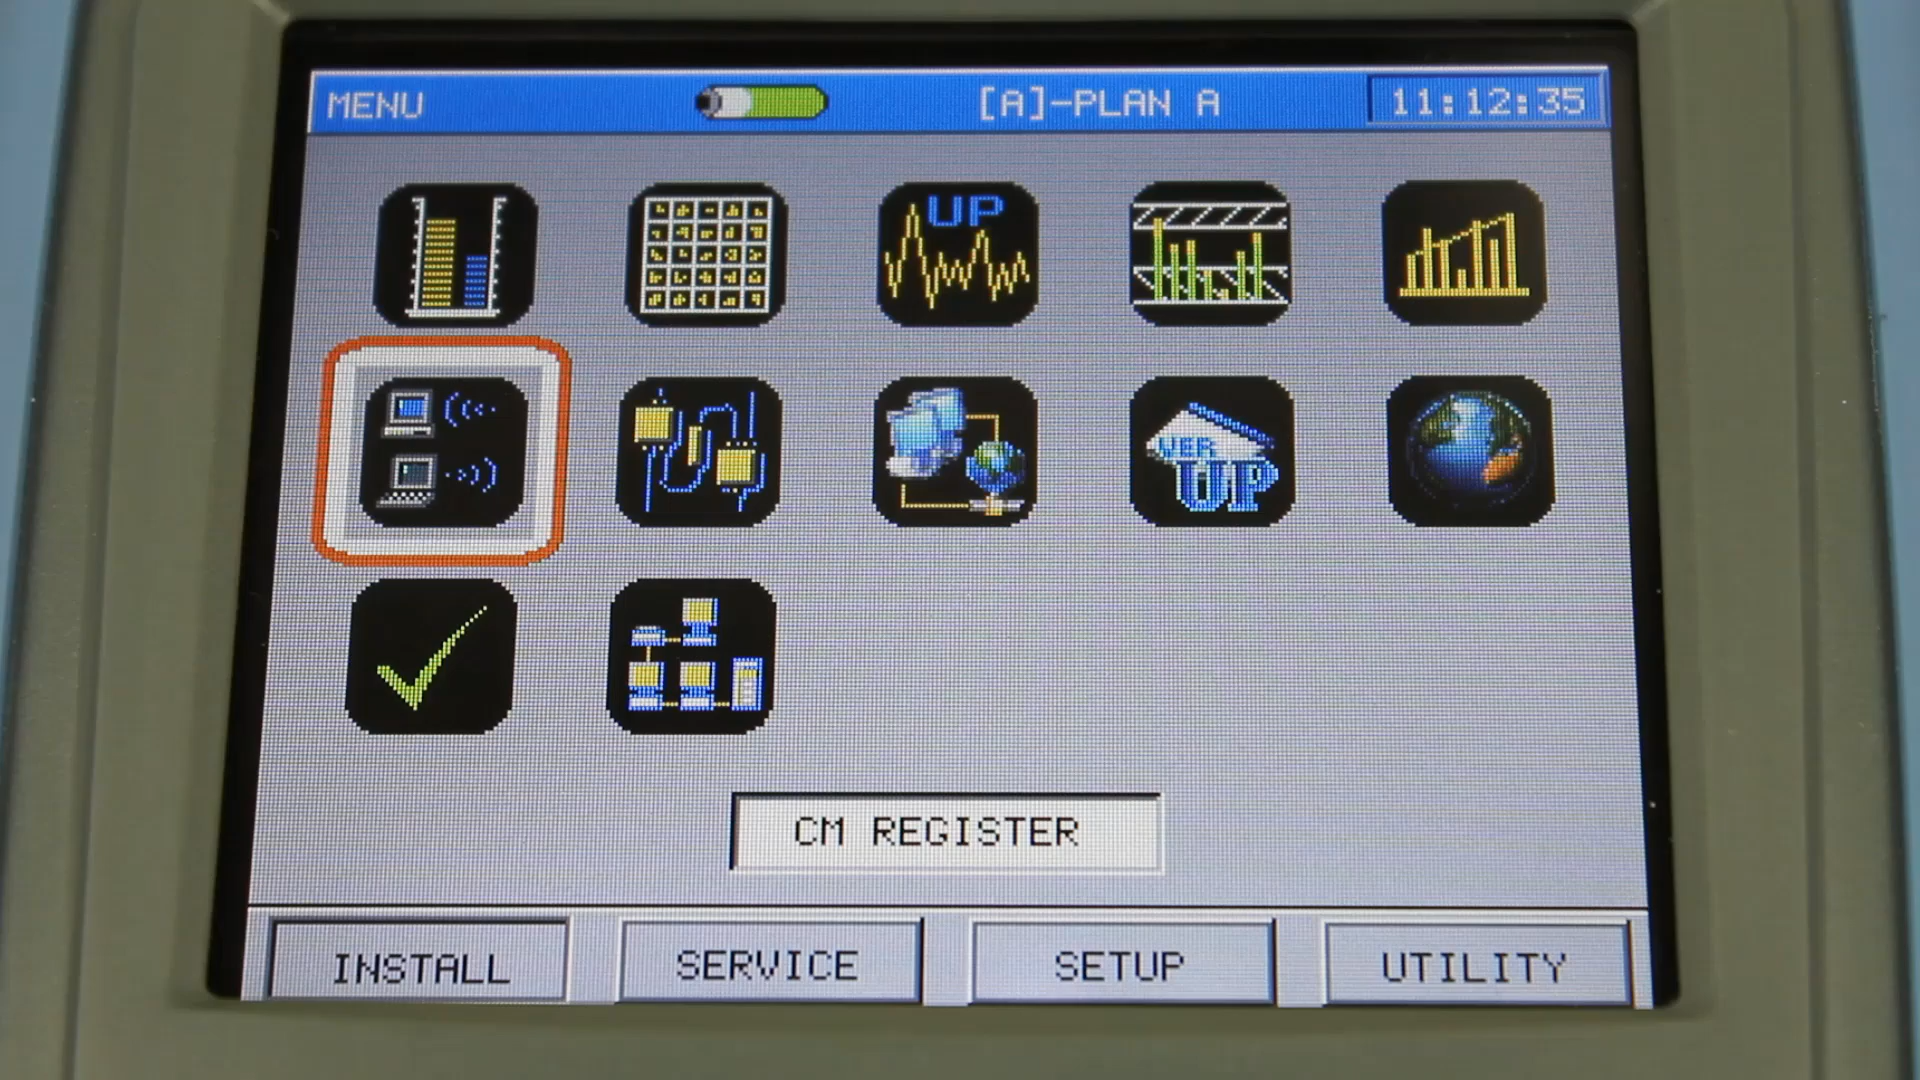 MENU [A]-PLAN A 11:12:35
UP
VER
UP
CM REGISTER
INSTALL SERVICE SETUP UTILITY